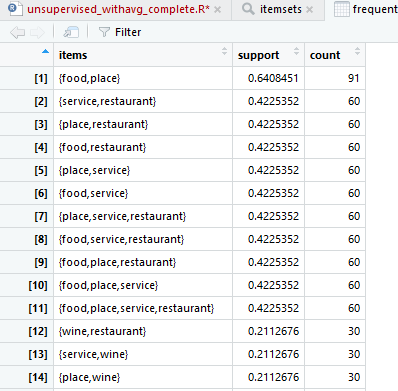 unsupervised_withavg_complete.R* × itemsets × frequent
Filter
items support count
[1] {food,place} 0.6408451 91
[2] {service,restaurant} 0.4225352 60
[3] {place,restaurant} 0.4225352 60
[4] {food,restaurant} 0.4225352 60
[5] {place,service} 0.4225352 60
[6] {food,service} 0.4225352 60
[7] {place,service,restaurant} 0.4225352 60
[8] {food,service,restaurant} 0.4225352 60
[9] {food,place,restaurant} 0.4225352 60
[10] {food,place,service} 0.4225352 60
[11] {food,place,service,restaurant} 0.4225352 60
[12] {wine,restaurant} 0.2112676 30
[13] {service,wine} 0.2112676 30
[14] {place,wine} 0.2112676 30